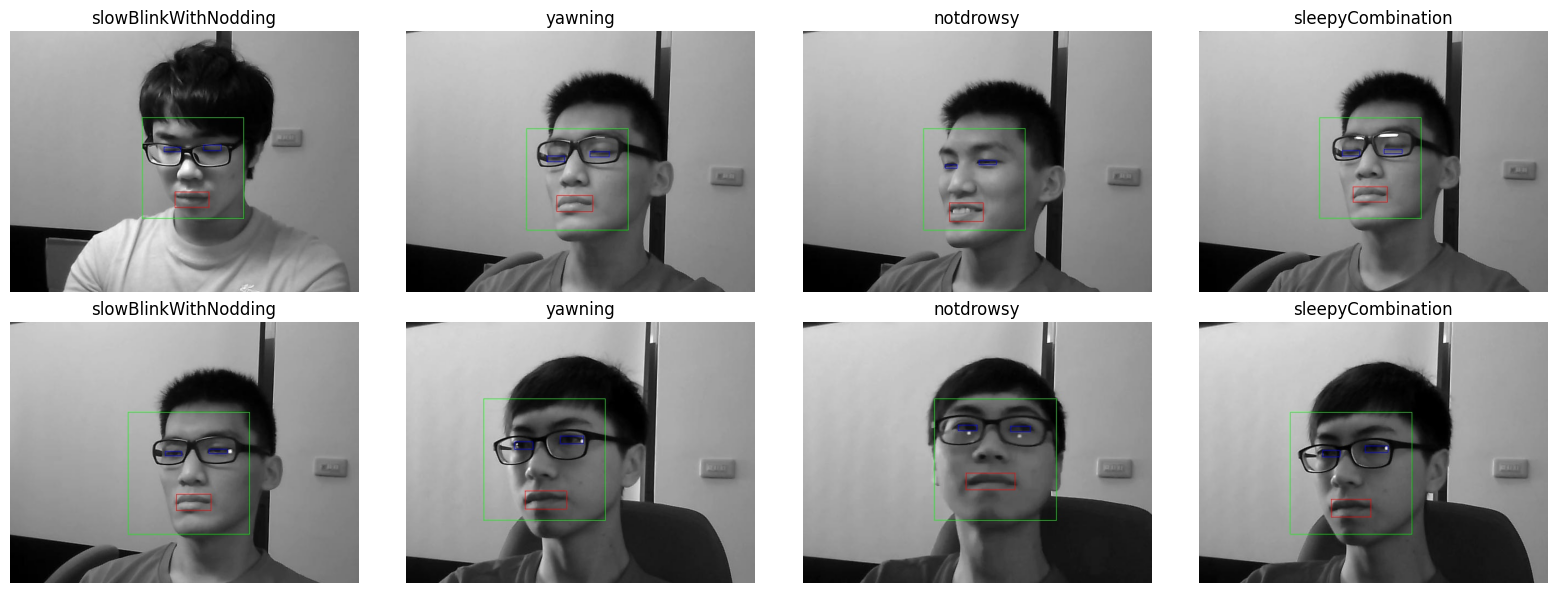 slowBlinkWithNodding
yawning
notdrowsy
sleepyCombination
slowBlinkWithNodding
yawning
notdrowsy
sleepyCombination